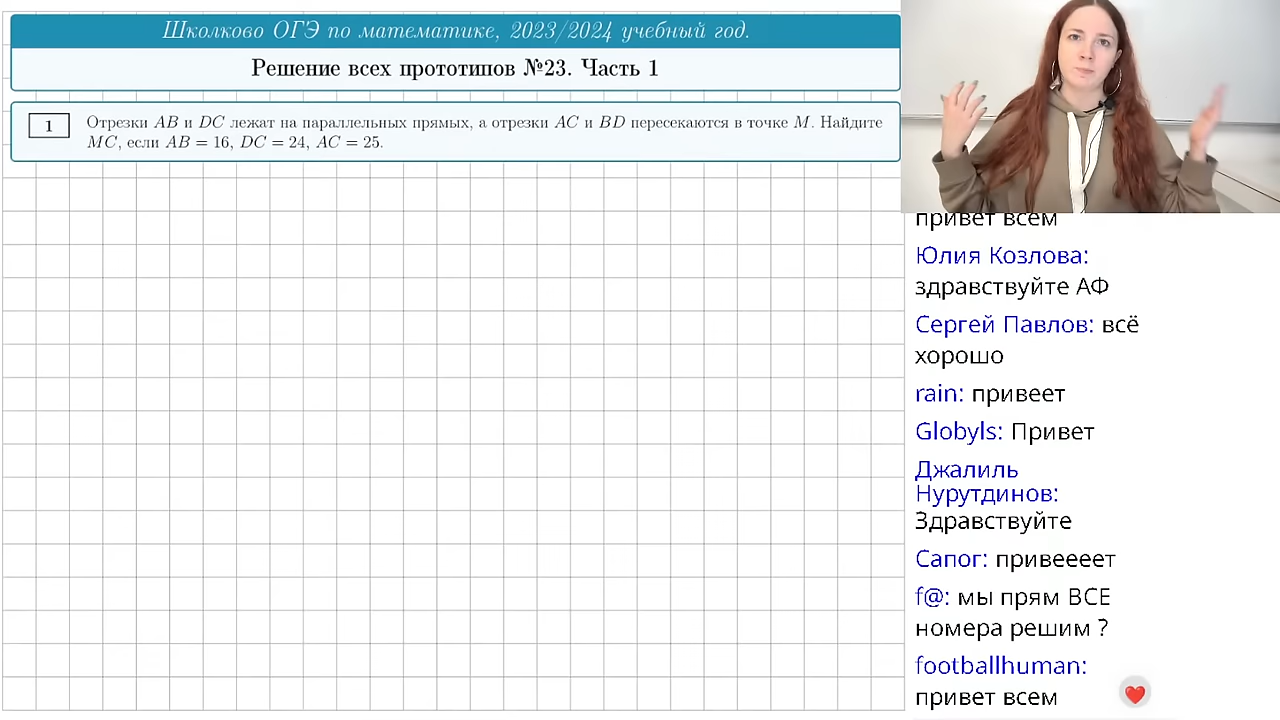 Школково ОГЭ по математике, 2023/2024 учебный год.
Решение всех прототипов №23. Часть 1
1
Отрезки AB и DC лежат на параллельных прямых, а отрезки AC и BD пересекаются в точке M. Найдите
MC, если AB = 16, DC = 24, AC = 25.
привет всем
Юлия Козлова:
здравствуйте АФ
Сергей Павлов: всё
хорошо
rain: привеет
Globyls: Привет
Джалиль
Нурутдинов:
Здравствуйте
Сапог: привеееет
f@: мы прям ВСЕ
номера решим ?
footballhuman:
привет всем